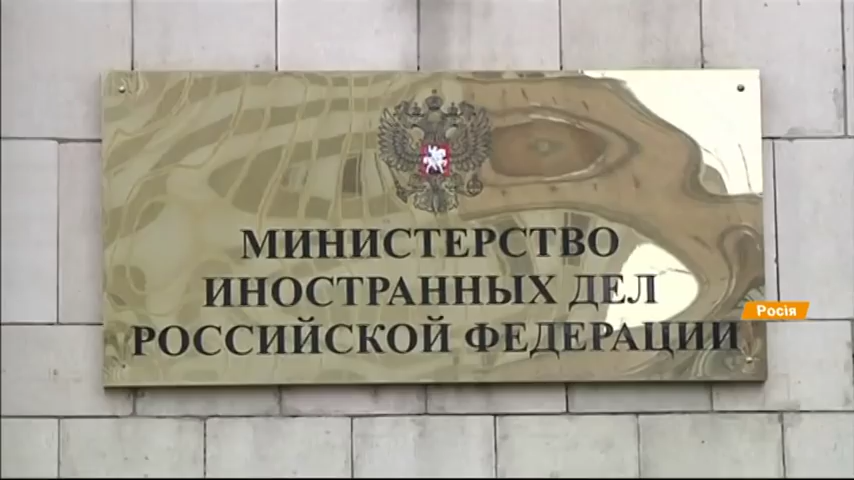 МИНИСТЕРСТВО
ИНОСТРАННЫХ ДЕЛ
РОССИЙСКОЙ ФЕДЕРАЦИИ
Росія